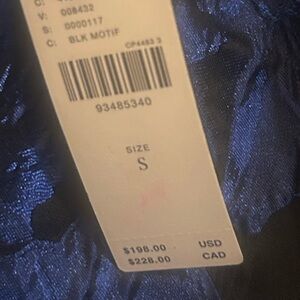 V: 008432
S: 0000117
C: BLK MOTIF
CP4483 3
93485340
SIZE
S
$198.00 USD
$228.00 CAD